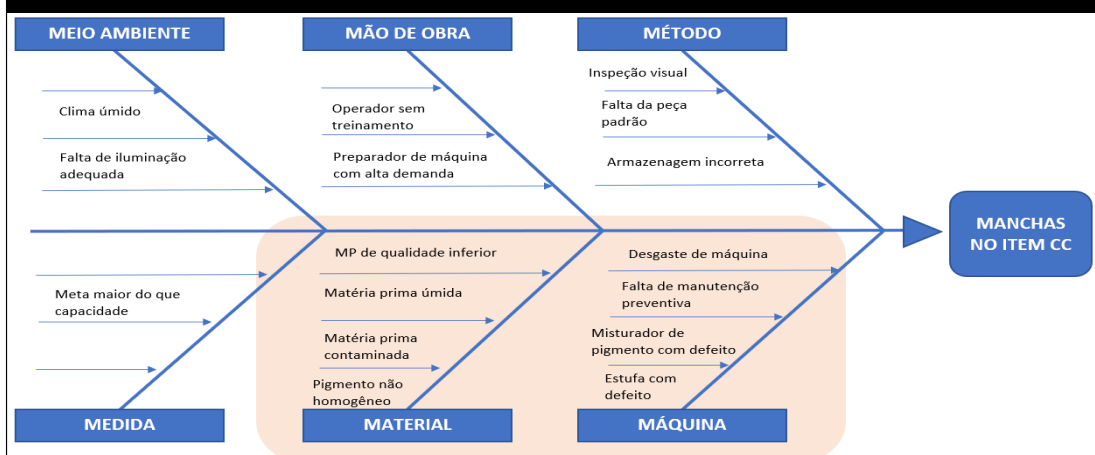 MEIO AMBIENTE
MÃO DE OBRA
MÉTODO
Clima úmido
Falta de iluminação
adequada
Operador sem
treinamento
Preparador de máquina
com alta demanda
Inspeção visual
Falta da peça
padrão
Armazenagem incorreta
MANCHAS
NO ITEM CC
Meta maior do que
capacidade
MP de qualidade inferior
Matéria prima úmida
Matéria prima
contaminada
Pigmento não
homogêneo
Desgaste de máquina
Falta de manutenção
preventiva
Misturador de
pigmento com defeito
Estufa com
defeito
MEDIDA
MATERIAL
MÁQUINA